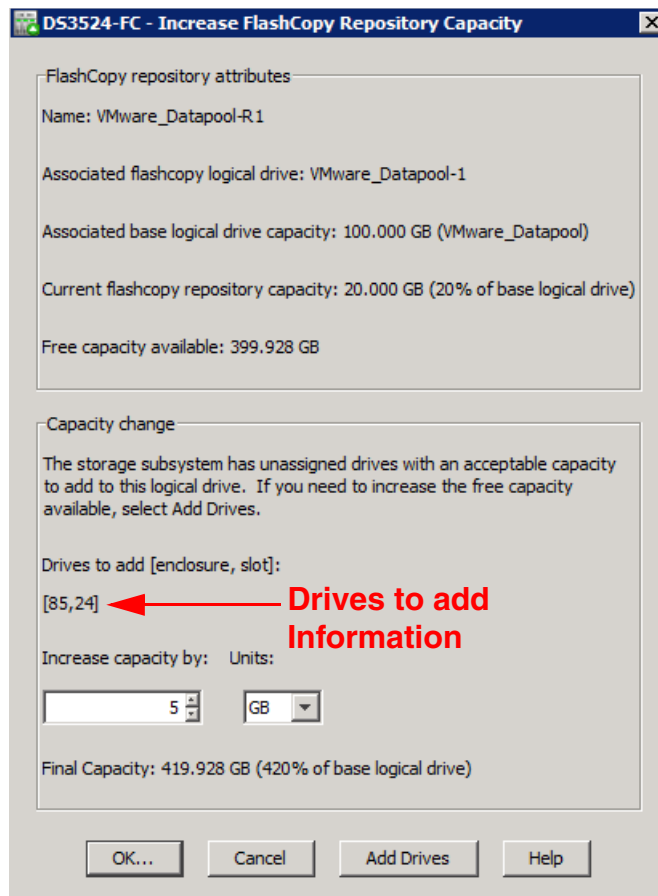 DS3524-FC - Increase FlashCopy Repository Capacity
FlashCopy repository attributes
Name: VMware_Datapool-R1
Associated flashcopy logical drive: VMware_Datapool-1
Associated base logical drive capacity: 100.000 GB (VMware_Datapool)
Current flashcopy repository capacity: 20.000 GB (20% of base logical drive)
Free capacity available: 399.928 GB
Capacity change
The storage subsystem has unassigned drives with an acceptable capacity
to add to this logical drive. If you need to increase the free capacity
available, select Add Drives.
Drives to add [enclosure, slot]:
[85,24]
Drives to add
Information
Increase capacity by: Units:
5 GB
Final Capacity: 419.928 GB (420% of base logical drive)
OK... Cancel Add Drives Help